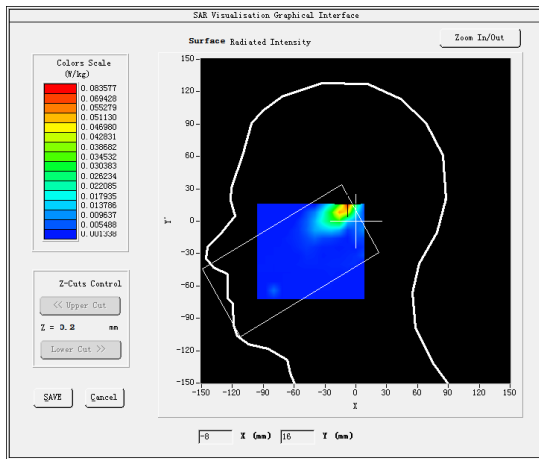 SAR Visualisation Graphical Interface
Surface Radiated Intensity
Zoom In/Out
Colors Scale
(W/kg)
0.083577
0.069428
0.055279
0.051130
0.046980
0.042831
0.038682
0.034532
0.030383
0.026234
0.022085
0.017935
0.013786
0.009637
0.005488
0.001338
150
120
90
60
30
0
-30
-60
-90
-120
-150
Y
-150 -120 -90 -60 -30 0 30 60 90 120 150
X
Z-Cuts Control
<< Upper Cut
Z = 0.2 mm
Lower Cut >>
SAVE
Cancel
-8 X (mm) 16 Y (mm)